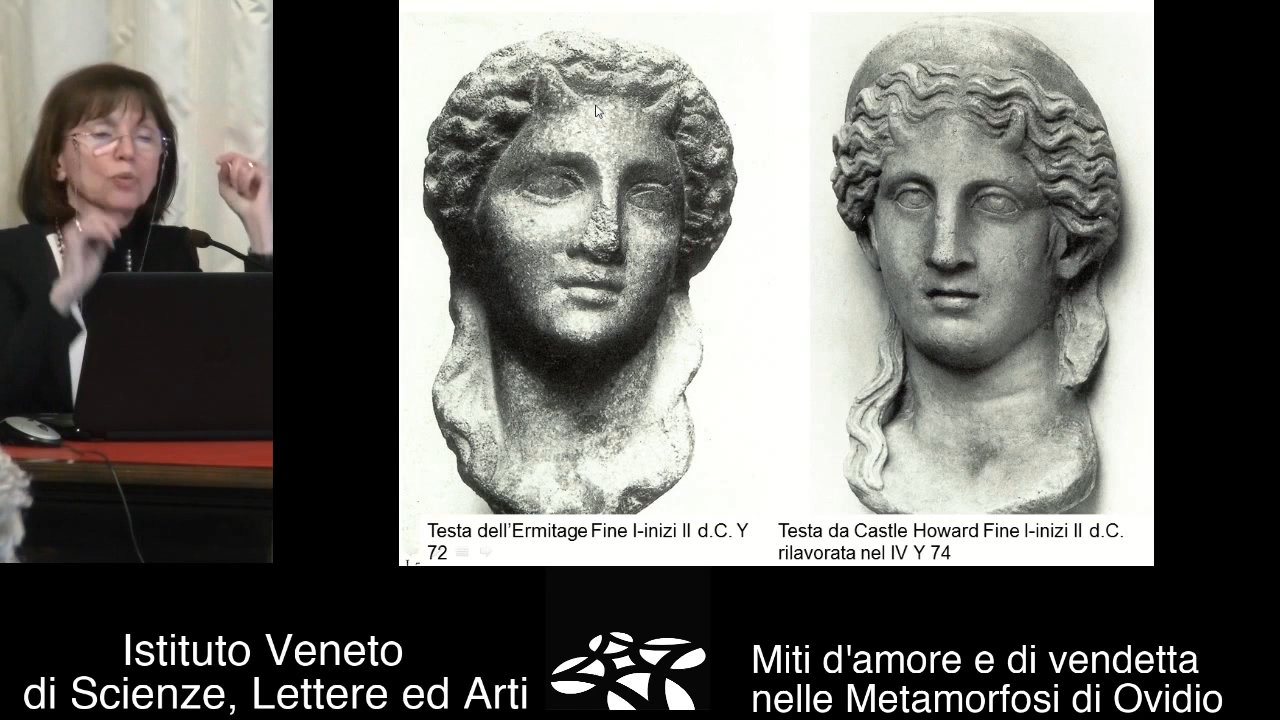 Testa dell'Ermitage Fine I-inizi II d.C. Y
72
Testa da Castle Howard Fine I-inizi II d.C.
rilavorata nel IV Y 74
Istituto Veneto
di Scienze, Lettere ed Arti
Miti d'amore e di vendetta
nelle Metamorfosi di Ovidio